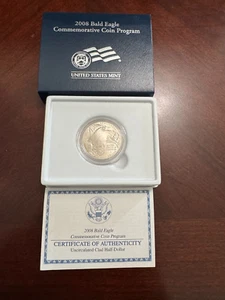 2008 Bald Eagle
Commemorative Coin Program
UNITED STATES MINT
2008 Bald Eagle
Commemorative Coin Program
CERTIFICATE OF AUTHENTICITY
Uncirculated Clad Half Dollar